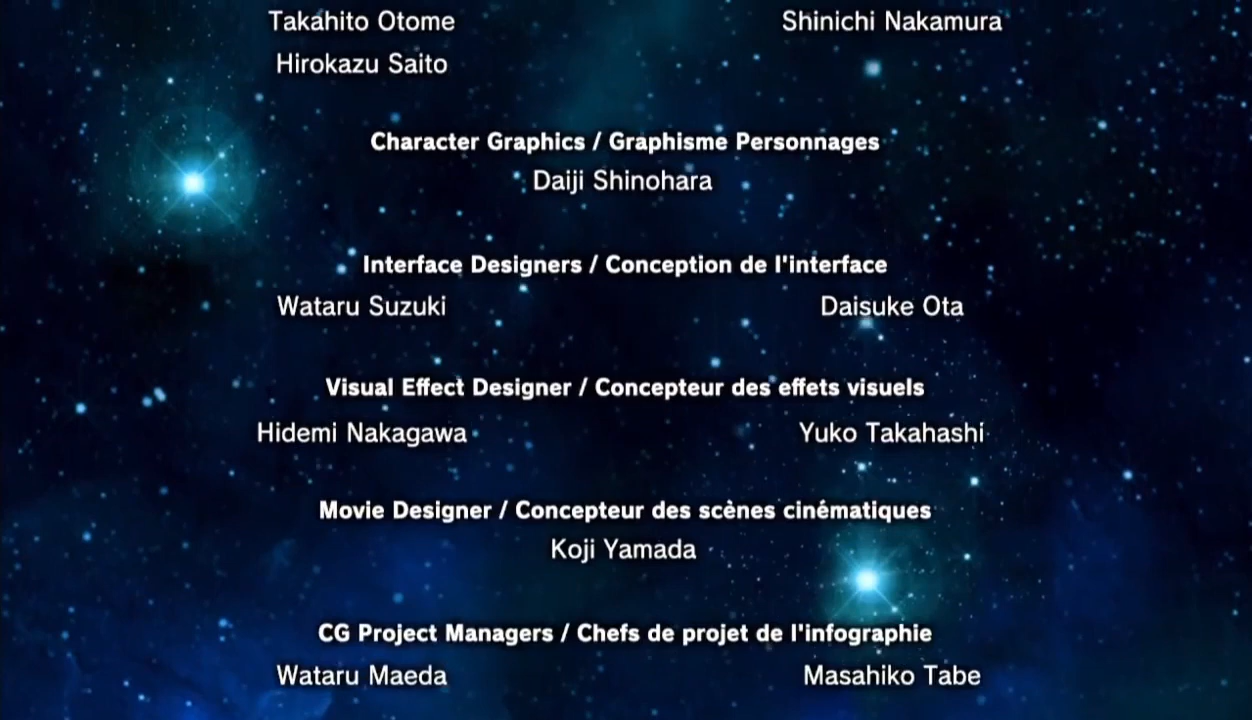 Takahito Otome Shinichi Nakamura
Hirokazu Saito
Character Graphics / Graphisme Personnages
Daiji Shinohara
Interface Designers / Conception de l'interface
Wataru Suzuki Daisuke Ota
Visual Effect Designer / Concepteur des effets visuels
Hidemi Nakagawa Yuko Takahashi
Movie Designer / Concepteur des scènes cinématiques
Koji Yamada
CG Project Managers / Chefs de projet de l'infographie
Wataru Maeda Masahiko Tabe